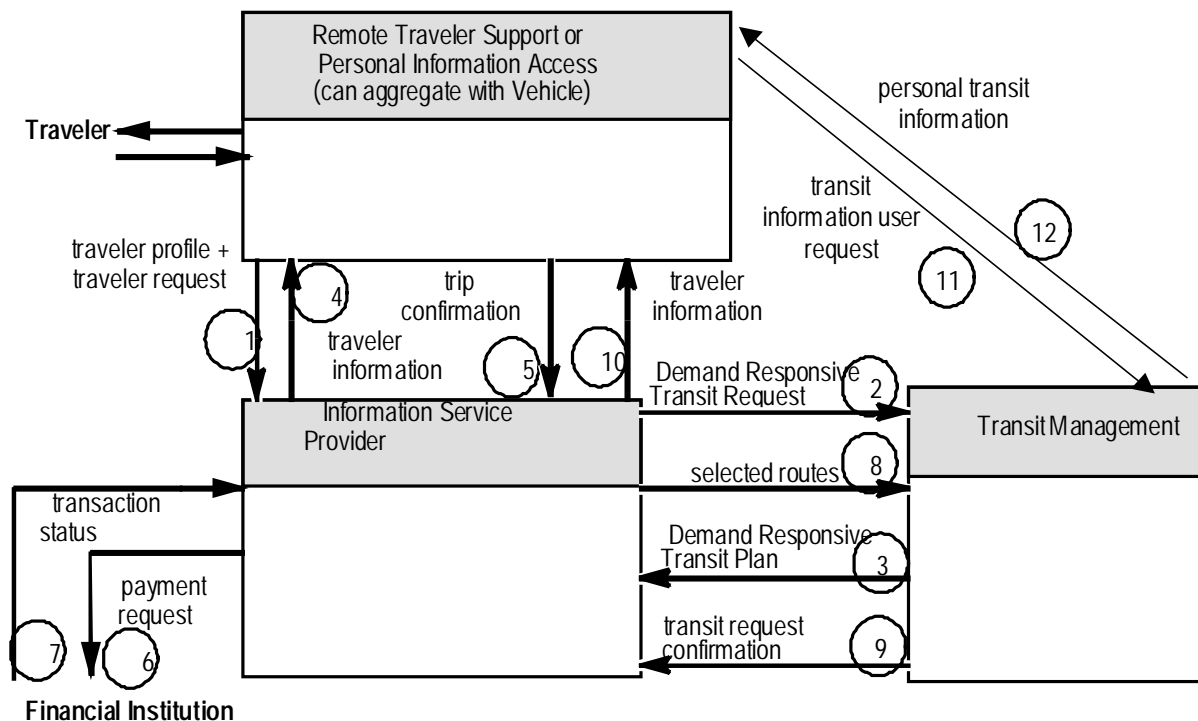 Remote Traveler Support or
Personal Information Access
(can aggregate with Vehicle)
Traveler
personal transit
information
transit
information user
request
12
11
traveler profile +
traveler request
1
4
traveler
information
trip
confirmation
5
10
traveler
information
Demand Responsive
Transit Request
2
Information Service
Provider
Transit Management
selected routes
8
transaction
status
Demand Responsive
Transit Plan
3
payment
request
7
6
transit request
confirmation
9
Financial Institution